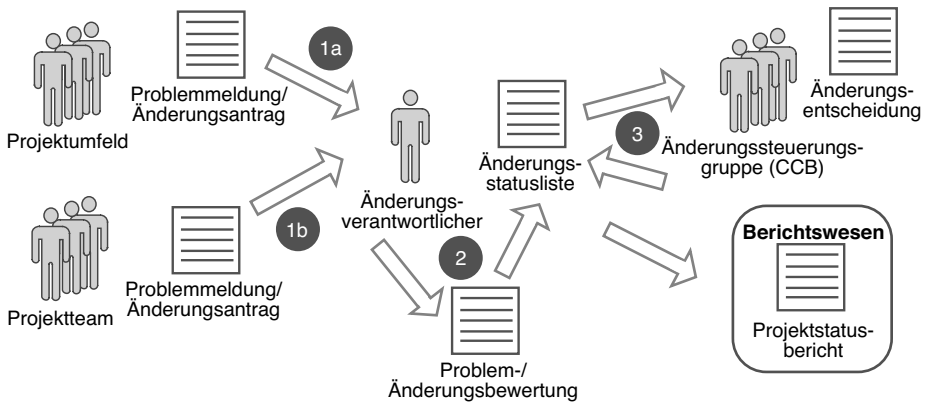 1a
Problemmeldung/
Änderungsantrag
Projektumfeld
1b
Problemmeldung/
Änderungsantrag
Projektteam
Änderungs-
verantwortlicher
2
Problem-/
Änderungsbewertung
Änderungs-
statusliste
3
Änderungs-
entscheidung
Änderungssteuerungs-
gruppe (CCB)
Berichtswesen
Projektstatus-
bericht